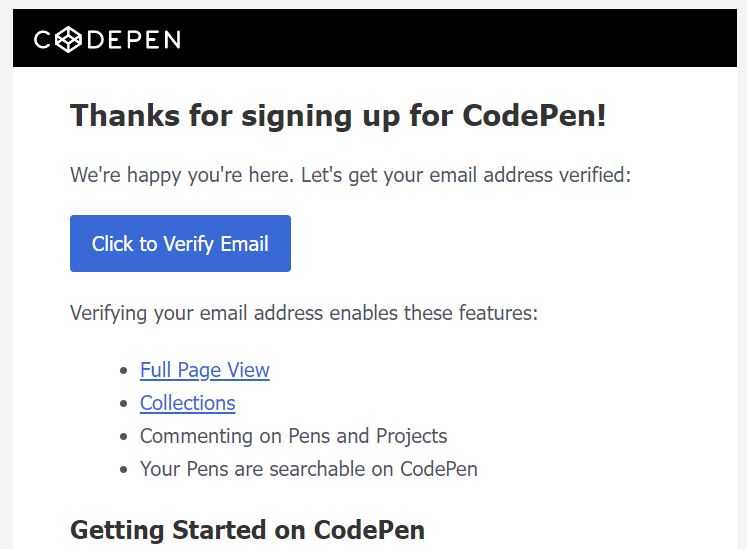 CODEPEN
Thanks for signing up for CodePen!
We're happy you're here. Let's get your email address verified:
Click to Verify Email
Verifying your email address enables these features:
Full Page View
Collections
Commenting on Pens and Projects
Your Pens are searchable on CodePen
Getting Started on CodePen